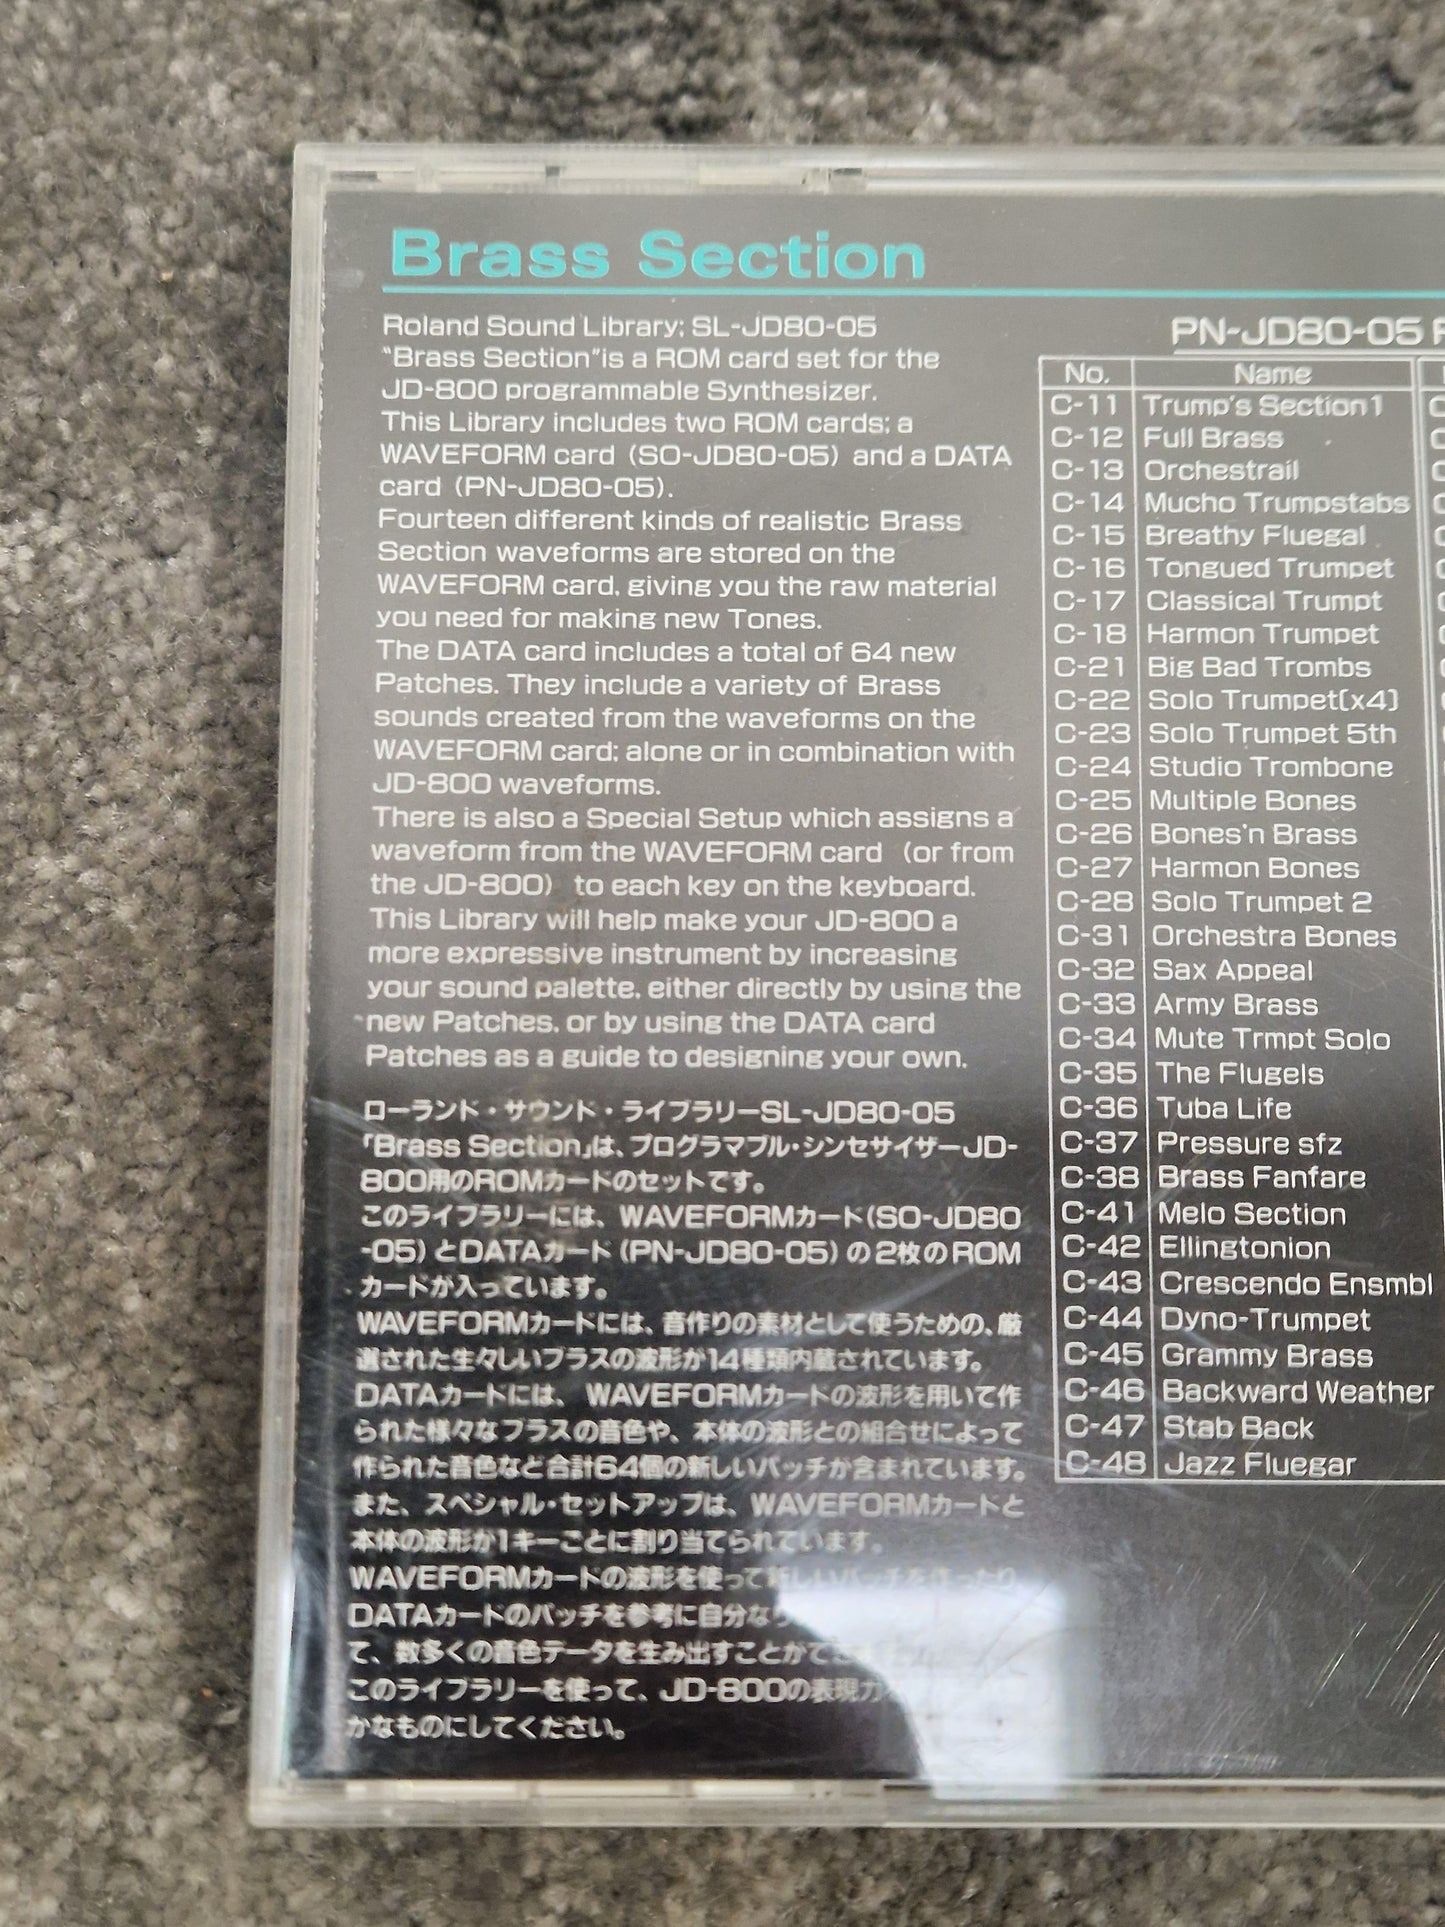 Brass Section
Roland Sound Library; SL-JD80-05
"Brass Section"is a ROM card set for the
JD-800 programmable Synthesizer.
This Library includes two ROM cards; a
WAVEFORM card (SO-JD80-05) and a DATA
card (PN-JD80-05).
Fourteen different kinds of realistic Brass
Section waveforms are stored on the
WAVEFORM card, giving you the raw material
you need for making new Tones.
The DATA card includes a total of 64 new
Patches. They include a variety of Brass
sounds created from the waveforms on the
WAVEFORM card; alone or in combination with
JD-800 waveforms.
There is also a Special Setup which assigns a
waveform from the WAVEFORM card (or from
the JD-800) to each key on the keyboard.
This Library will help make your JD-800 a
more expressive instrument by increasing
your sound palette, either directly by using the
new Patches, or by using the DATA card
Patches as a guide to designing your own.
ローランド・サウンド・ライブラリーSL-JD80-05
「Brass Section」は、プログラマブル・シンセサイザーJD-
800用のROMカードのセットです。
このライブラリーには、WAVEFORMカード(SO-JD80
-05)とDATAカード(PN-JD80-05)の2枚のROM
カードが入っています。
WAVEFORMカードには、音作りの素材として使うための、厳
選された生々しいブラスの波形が14種類内蔵されています。
DATAカードには、WAVEFORMカードの波形を用いて作
られた様々なブラスの音色や、本体の波形との組合せによって
作られた音色など合計64個の新しいパッチが含まれています。
また、スペシャル・セットアップは、WAVEFORMカードと
本体の波形が1キーごとに割り当てられています。
WAVEFORMカードの波形を使って新しいパッチを作ったり
DATAカードのパッチを参考に自分な
て、数多くの音色データを生み出すことがで
このライブラリーを使って、JD-800の表現力
かなものにしてください。
PN-JD80-05
No. Name
C-11 Trump's Section1
C-12 Full Brass
C-13 Orchestrail
C-14 Mucho Trumpstabs
C-15 Breathy Fluegal
C-16 Tongued Trumpet
C-17 Classical Trumpt
C-18 Harmon Trumpet
C-21 Big Bad Trombs
C-22 Solo Trumpet[x4]
C-23 Solo Trumpet 5th
C-24 Studio Trombone
C-25 Multiple Bones
C-26 Bones'n Brass
C-27 Harmon Bones
C-28 Solo Trumpet 2
C-31 Orchestra Bones
C-32 Sax Appeal
C-33 Army Brass
C-34 Mute Trmpt Solo
C-35 The Flugels
C-36 Tuba Life
C-37 Pressure sfz
C-38 Brass Fanfare
C-41 Melo Section
C-42 Ellingtonion
C-43 Crescendo Ensmbl
C-44 Dyno-Trumpet
C-45 Grammy Brass
C-46 Backward Weather
C-47 Stab Back
C-48 Jazz Fluegar